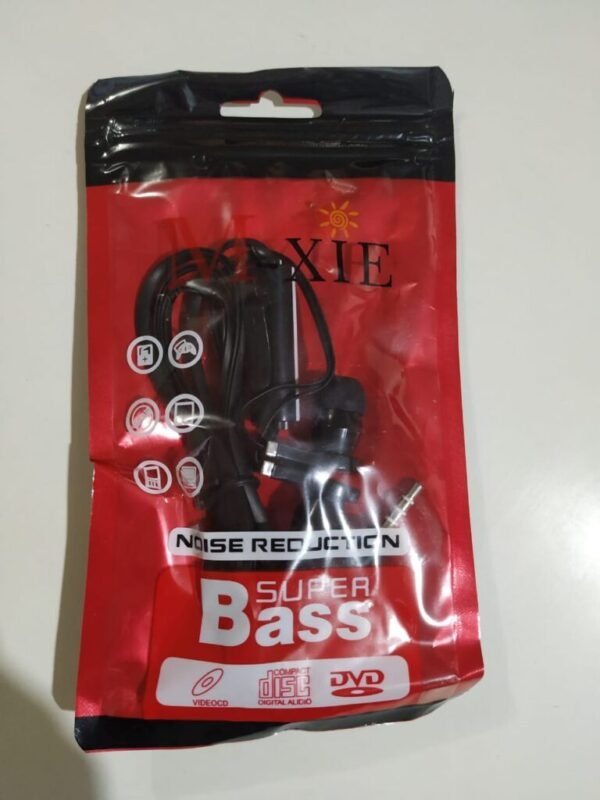 M-XIE
NOISE REDUCTION
SUPER
Bass
VIDEOCD
COMPACT
disc
DIGITAL AUDIO
DVD